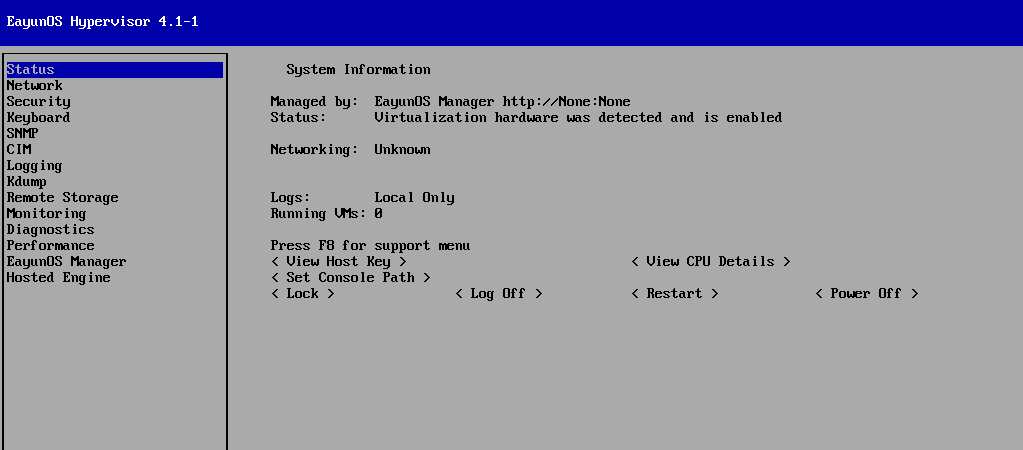 EayunOS Hypervisor 4.1-1
Status
Network
Security
Keyboard
SNMP
CIM
Logging
Kdump
Remote Storage
Monitoring
Diagnostics
Performance
EayunOS Manager
Hosted Engine
System Information
Managed by: EayunOS Manager http://None:None
Status: Virtualization hardware was detected and is enabled
Networking: Unknown
Logs: Local Only
Running VMs: 0
Press F8 for support menu
< View Host Key > < View CPU Details >
< Set Console Path >
< Lock > < Log Off > < Restart > < Power Off >